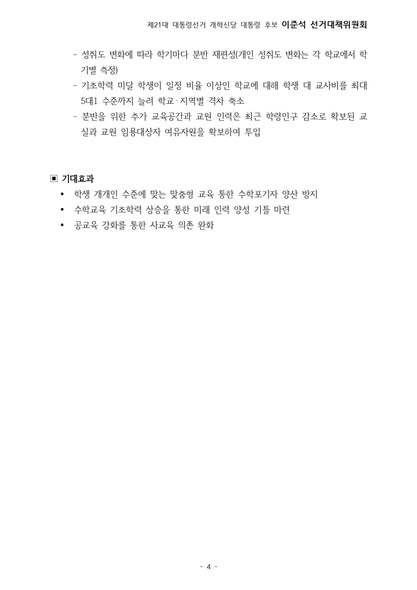 제21대 대통령선거 개혁신당 대통령 후보 이준석 선거대책위원회
- 성취도 변화에 따라 학기마다 분반 재편성(개인 성취도 변화는 각 학교에서 학
기별 측정)
- 기초학력 미달 학생이 일정 비율 이상인 학교에 대해 학생 대 교사비를 최대
5대1 수준까지 늘려 학교·지역별 격차 축소
- 분반을 위한 추가 교육공간과 교원 인력은 최근 학령인구 감소로 확보된 교
실과 교원 임용대상자 여유자원을 확보하여 투입
▣ 기대효과
• 학생 개개인 수준에 맞는 맞춤형 교육 통한 수학포기자 양산 방지
• 수학교육 기초학력 상승을 통한 미래 인력 양성 기틀 마련
• 공교육 강화를 통한 사교육 의존 완화
- 4 -